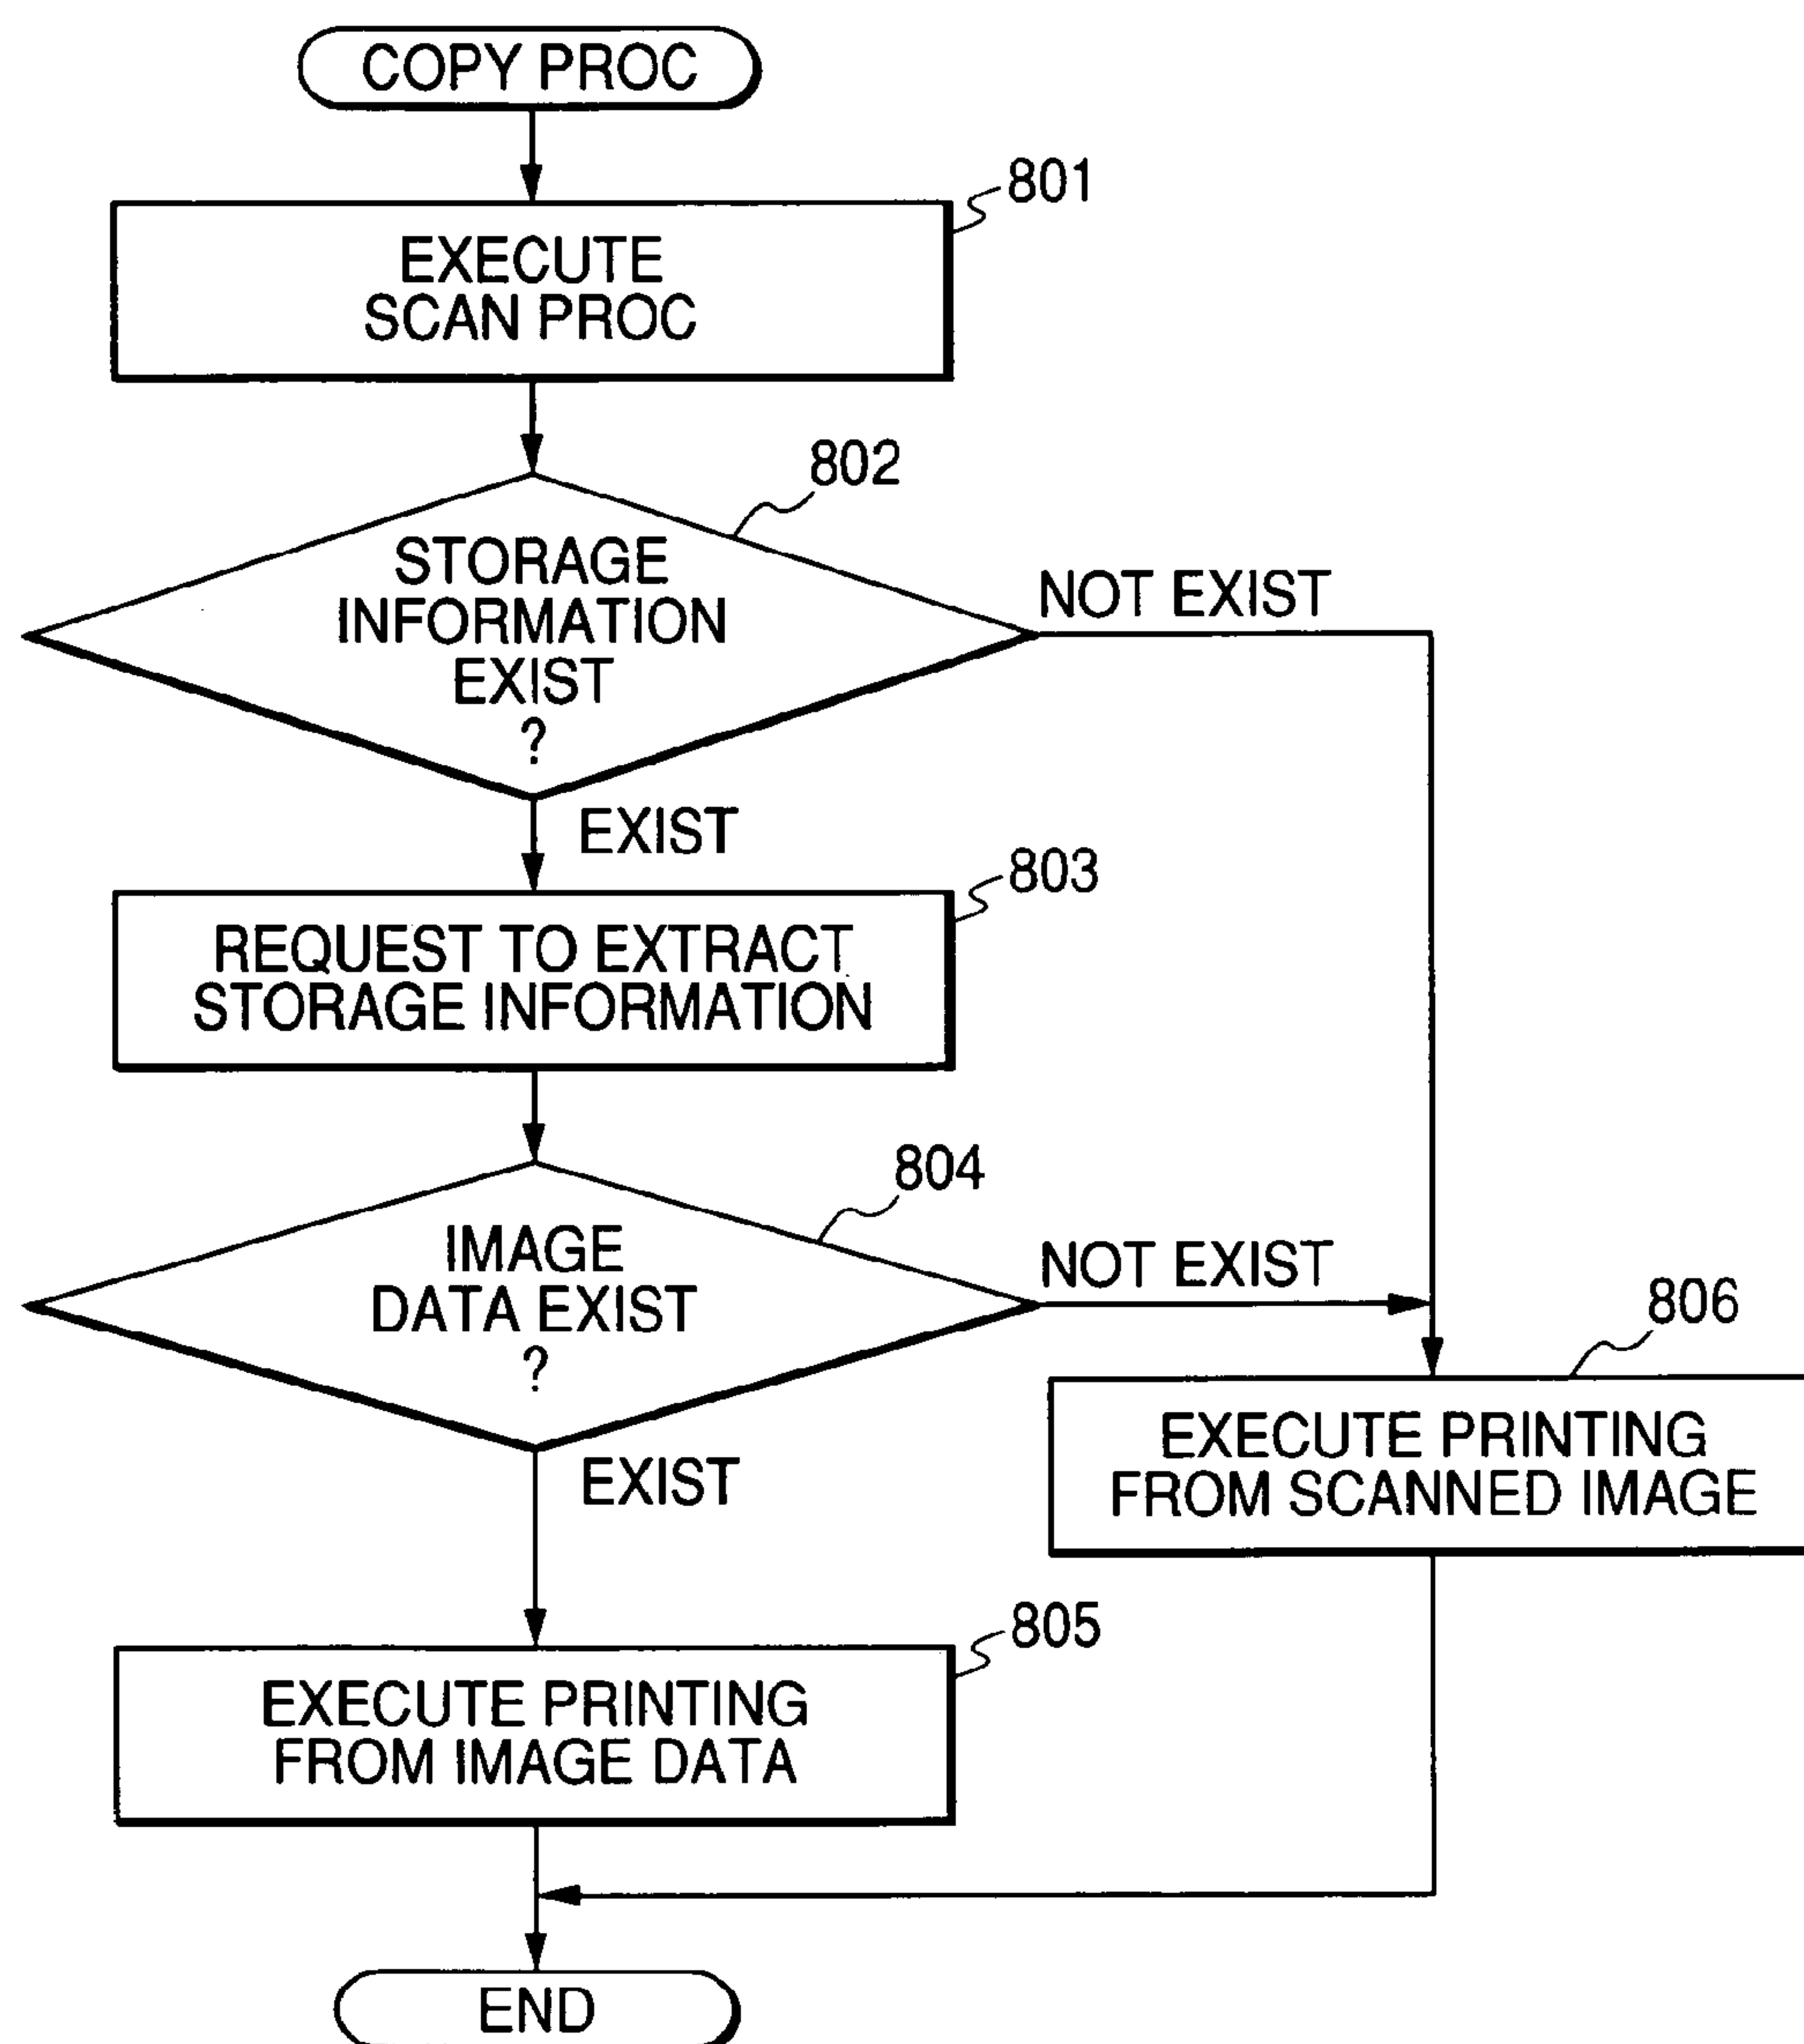 COPY PROC
801
EXECUTE
SCAN PROC
802
STORAGE
INFORMATION
EXIST
?
NOT EXIST
EXIST
803
REQUEST TO EXTRACT
STORAGE INFORMATION
804
IMAGE
DATA EXIST
?
NOT EXIST
EXIST
806
EXECUTE PRINTING
FROM SCANNED IMAGE
805
EXECUTE PRINTING
FROM IMAGE DATA
END